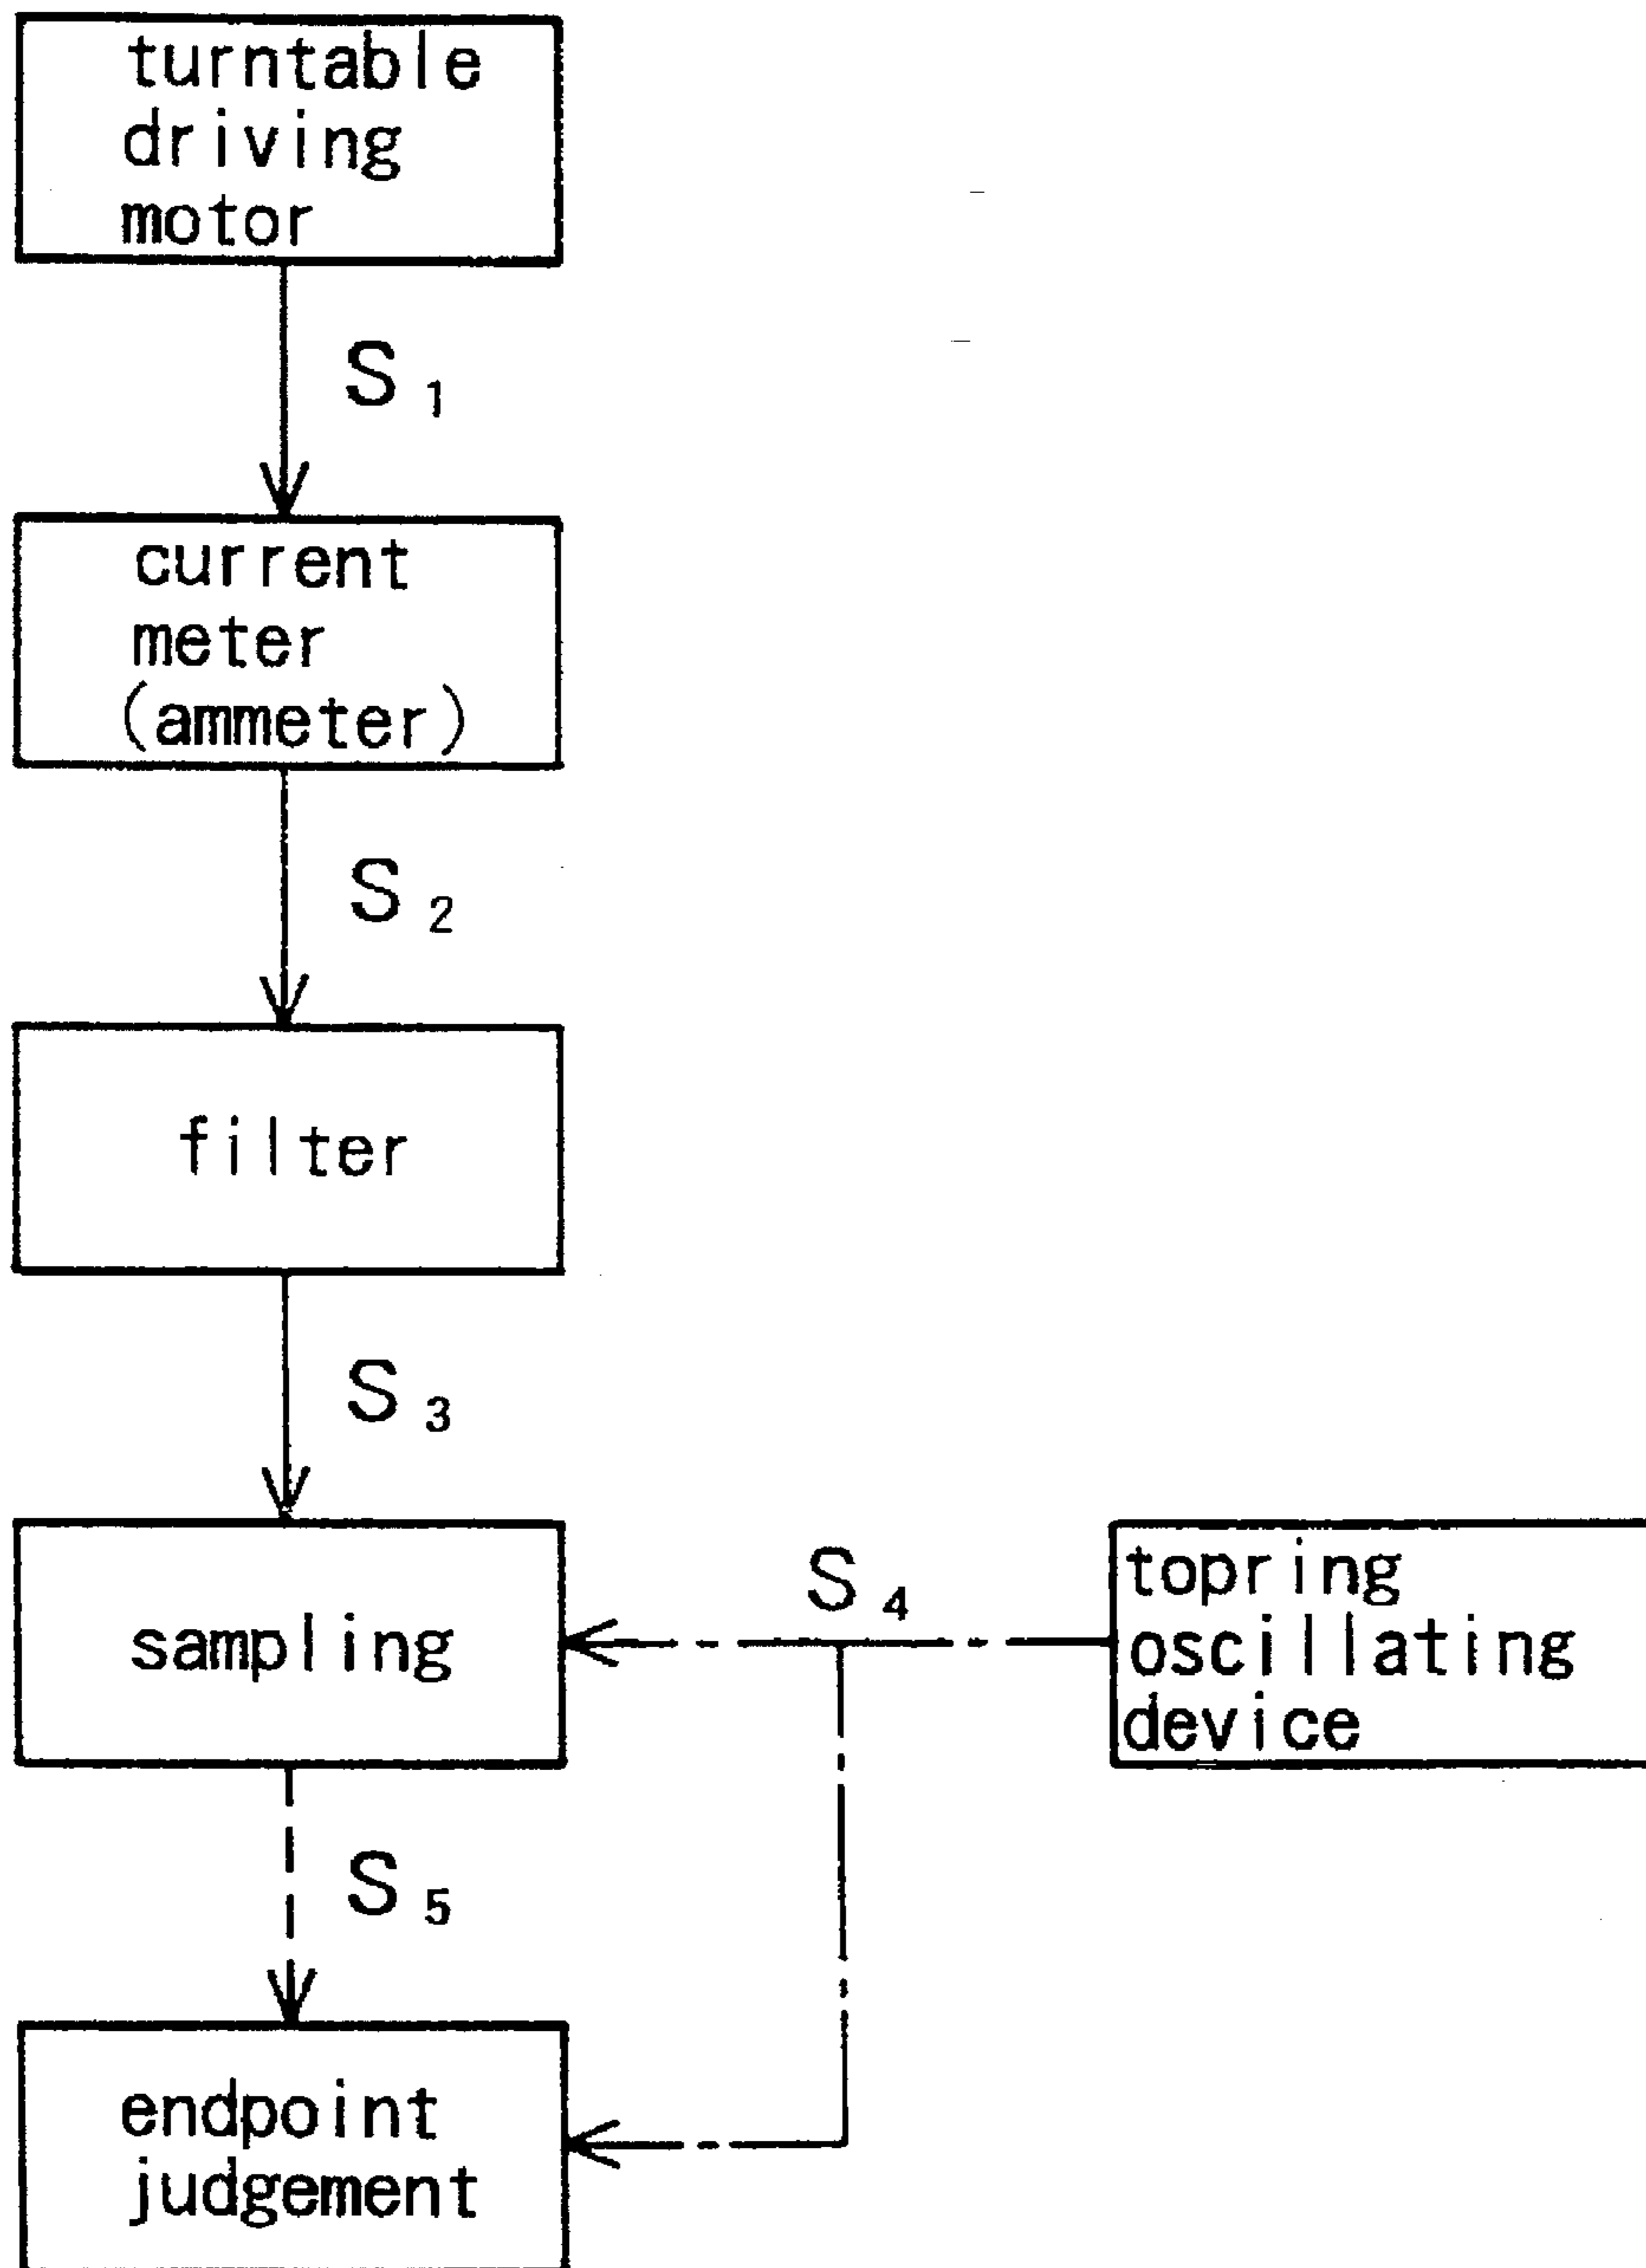 turntable
driving
motor
S1
current
meter
(ammeter)
S2
filter
S3
sampling
S4
topring
oscillating
device
S5
endpoint
judgement